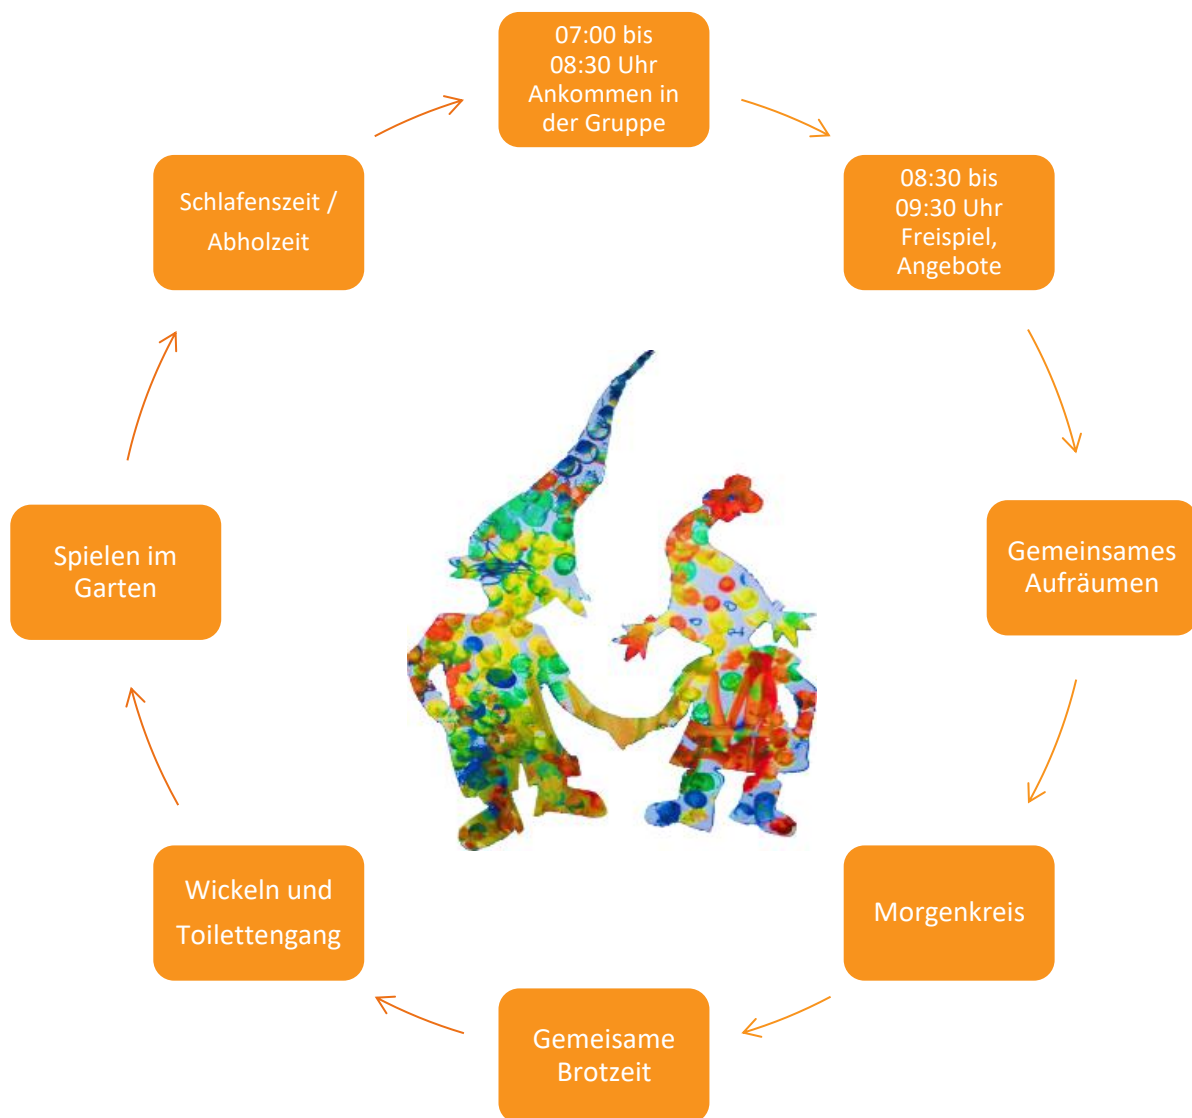 07:00 bis
08:30 Uhr
Ankommen in
der Gruppe
08:30 bis
09:30 Uhr
Freispiel,
Angebote
Gemeinsames
Aufräumen
Morgenkreis
Gemeisame
Brotzeit
Wickeln und
Toilettengang
Spielen im
Garten
Schlafenszeit /
Abholzeit